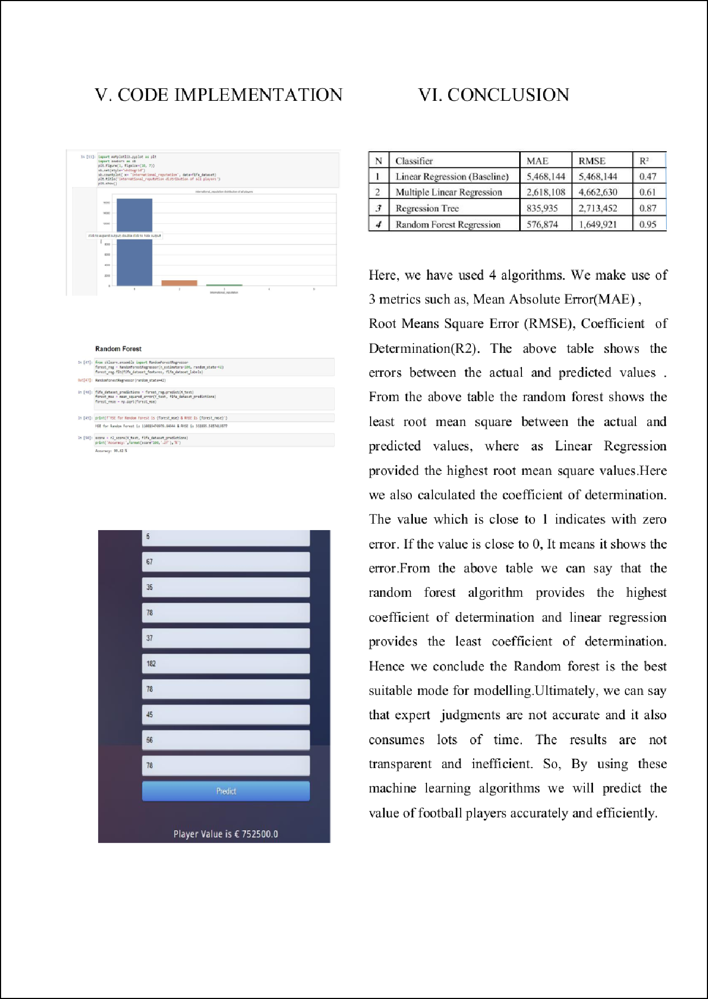 V. CODE IMPLEMENTATION
In [11]: import matplotlib.pyplot as plt
import seaborn as sb
plt.figure(1, figsize=(18, 7))
sb.set(style="whitegrid")
sb.countplot( x= 'international_reputation', data=fifa_dataset)
plt.title('international_reputation distribution of all players')
plt.show()
international_reputation distribution of all players
16000
14000
12000
click to expand output; double click to hide output
8000
6000
4000
2000
0
1 2 3 4 5
international_reputation
Random Forest
In [47]: from sklearn.ensemble import RandomForestRegressor
forest_reg = RandomForestRegressor(n_estimators=100, random_state=42)
forest_reg.fit(fifa_dataset_features, fifa_dataset_labels)
Out[47]: RandomForestRegressor(random_state=42)
In [48]: fifa_dataset_predictions = forest_reg.predict(X_test)
forest_mse = mean_squared_error(Y_test, fifa_dataset_predictions)
forest_rmse = np.sqrt(forest_mse)
In [49]: print(f'MSE for Random Forest is {forest_mse} & RMSE is {forest_rmse}')
MSE for Random Forest is & RMSE is
In [50]: score = r2_score(Y_test, fifa_dataset_predictions)
print('Accuracy:',format(score*100,'.2f'),'%')
Accuracy: 99.62 %
5
67
35
78
37
182
78
45
56
78
Predict
Player Value is € 752500.0
VI. CONCLUSION
N Classifier MAE RMSE R²
1 Linear Regression (Baseline) 5,468,144 5,468,144 0.47
2 Multiple Linear Regression 2,618,108 4,662,630 0.61
3 Regression Tree 835,935 2,713,452 0.87
4 Random Forest Regression 576,874 1,649,921 0.95
Here, we have used 4 algorithms. We make use of
3 metrics such as, Mean Absolute Error(MAE) ,
Root Means Square Error (RMSE), Coefficient of
Determination(R2). The above table shows the
errors between the actual and predicted values .
From the above table the random forest shows the
least root mean square between the actual and
predicted values, where as Linear Regression
provided the highest root mean square values.Here
we also calculated the coefficient of determination.
The value which is close to 1 indicates with zero
error. If the value is close to 0, It means it shows the
error.From the above table we can say that the
random forest algorithm provides the highest
coefficient of determination and linear regression
provides the least coefficient of determination.
Hence we conclude the Random forest is the best
suitable mode for modelling.Ultimately, we can say
that expert judgments are not accurate and it also
consumes lots of time. The results are not
transparent and inefficient. So, By using these
machine learning algorithms we will predict the
value of football players accurately and efficiently.